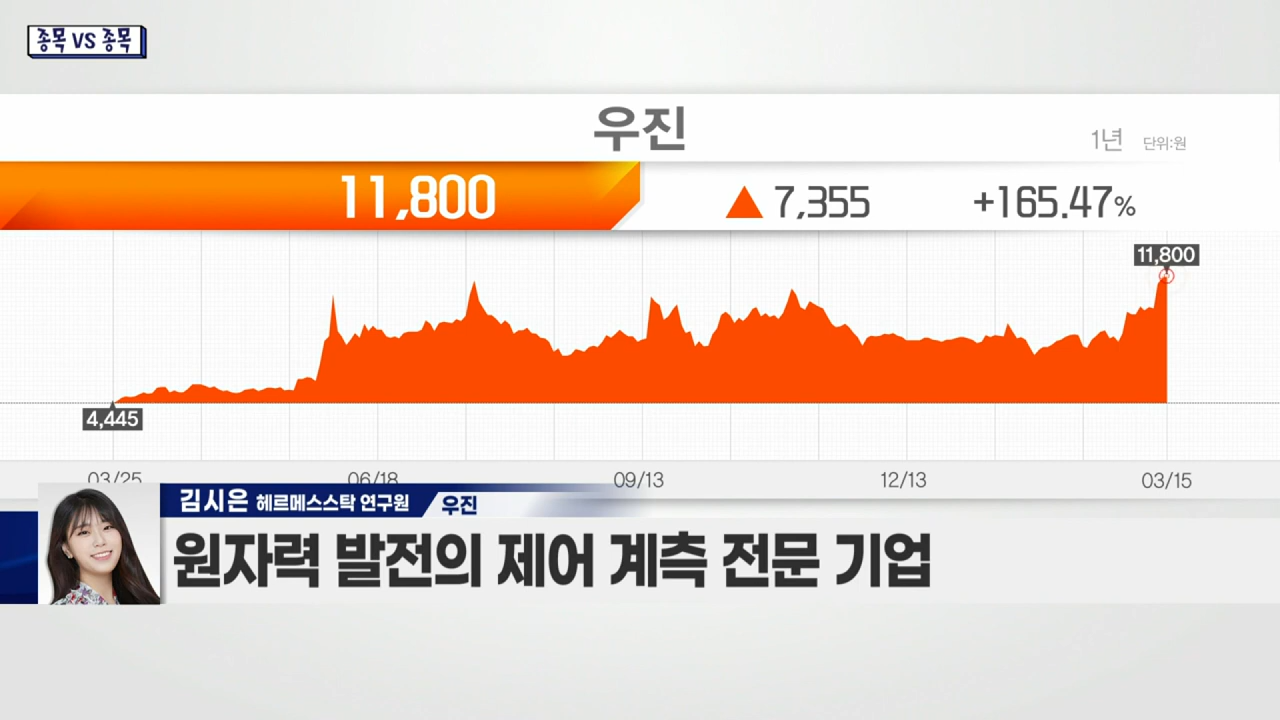 종목 VS 종목
우진
1년 단위:원
11,800 ▲ 7,355 +165.47%
11,800
4,445
03/25 06/18 09/13 12/13 03/15
김시은 헤르메스스탁 연구원 우진
원자력 발전의 제어 계측 전문 기업